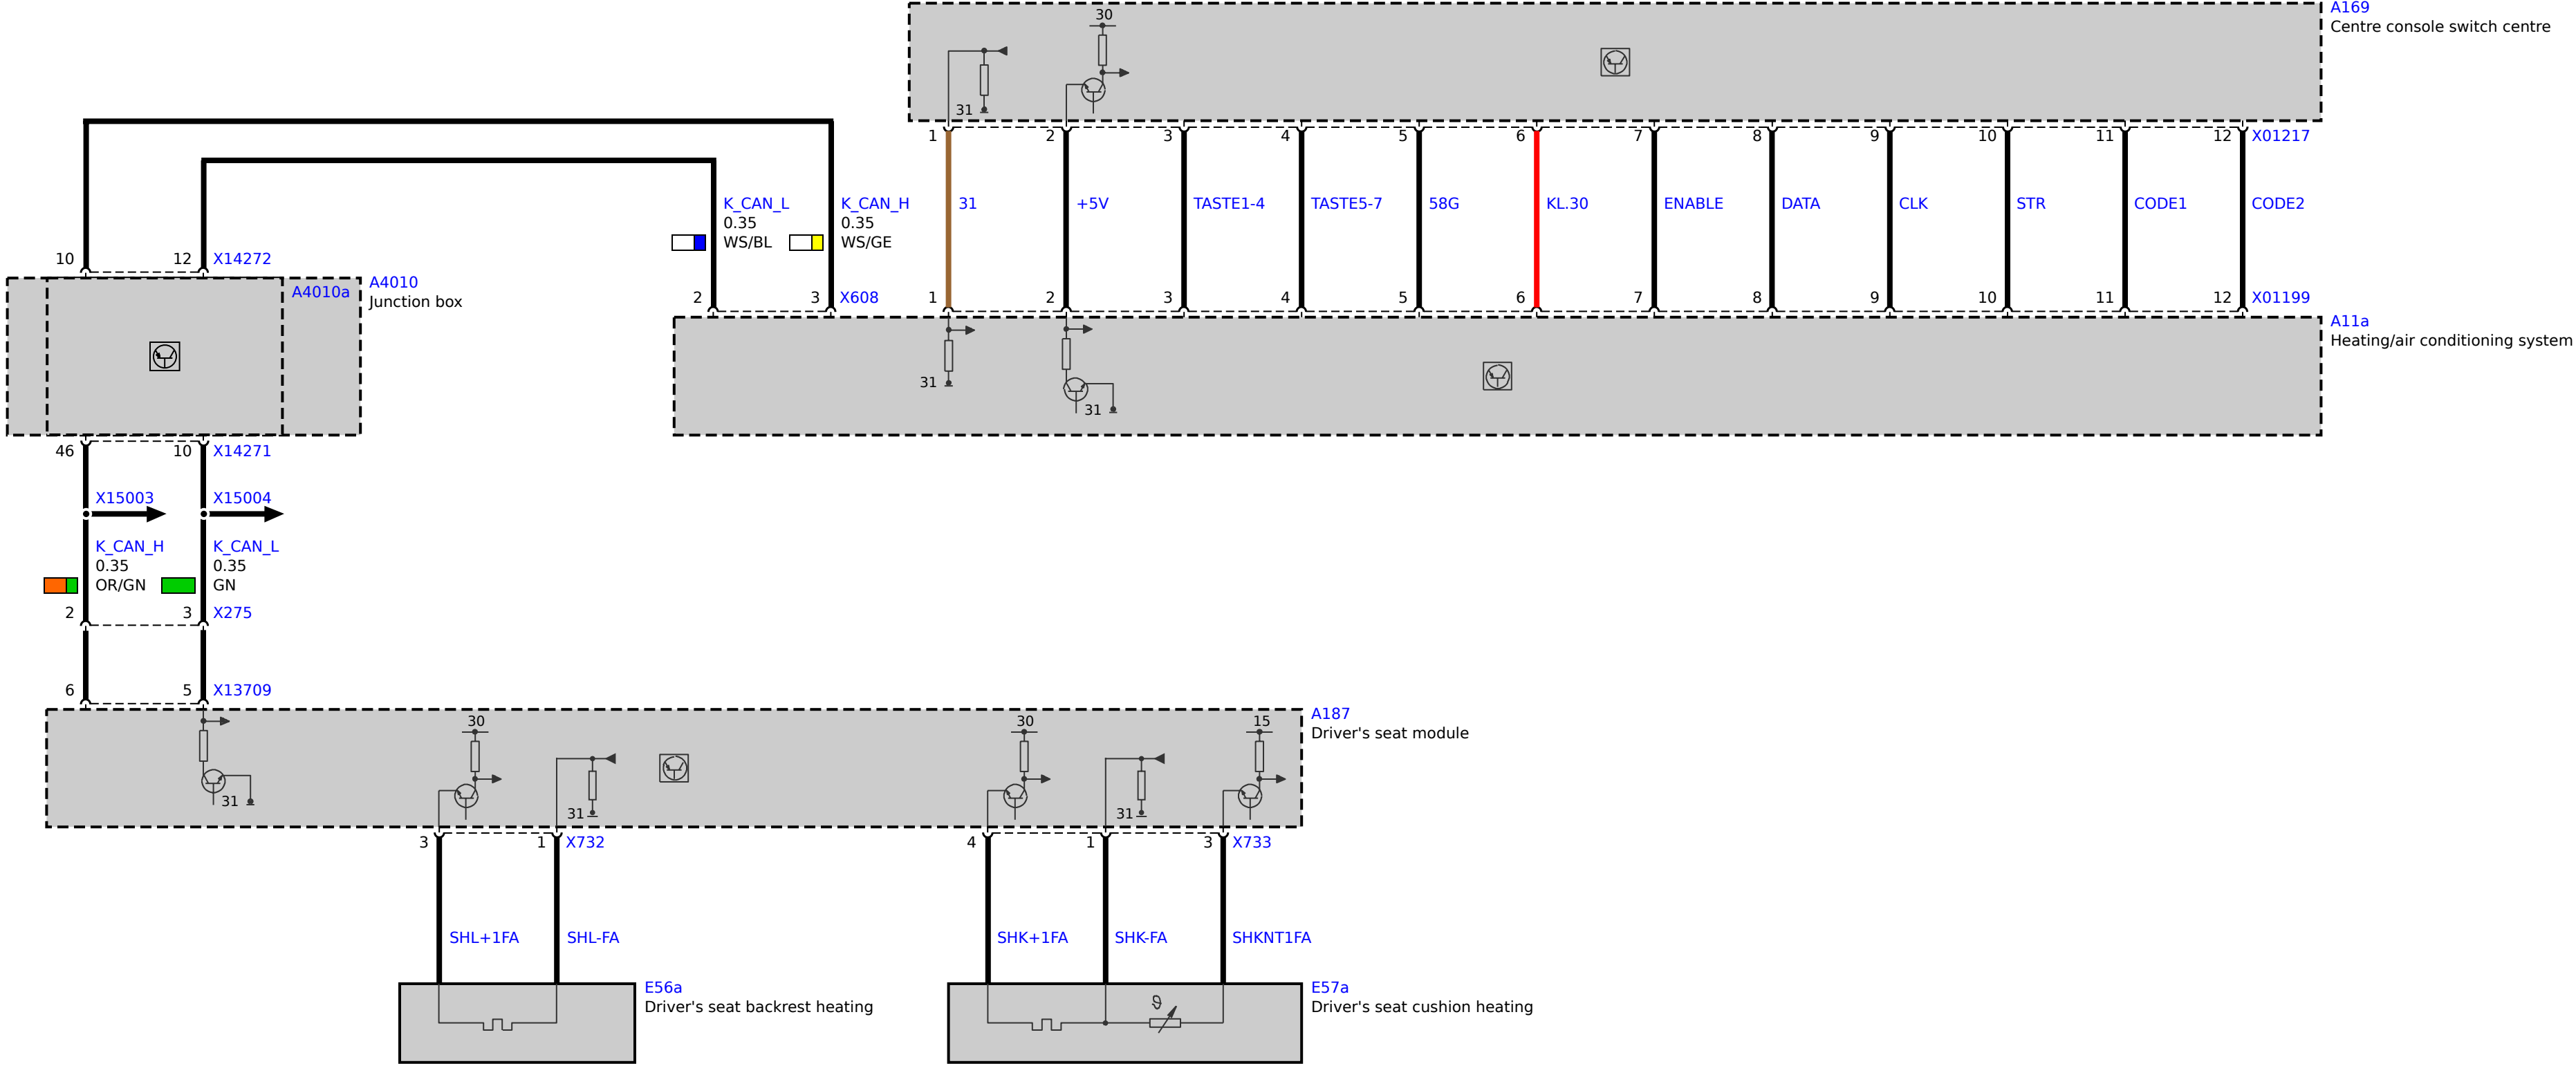 30
A169
Centre console switch centre
31
1 2 3 4 5 6 7 8 9 10 11 12 X01217
K_CAN_L
0.35
WS/BL
K_CAN_H
0.35
WS/GE
31 +5V TASTE1-4 TASTE5-7 58G KL.30 ENABLE DATA CLK STR CODE1 CODE2
10 12 X14272
A4010a
A4010
Junction box
2 3 X608
1 2 3 4 5 6 7 8 9 10 11 12 X01199
A11a
Heating/air conditioning system
31
31
46 10 X14271
X15003 X15004
K_CAN_H
0.35
OR/GN
K_CAN_L
0.35
GN
2 3 X275
6 5 X13709
30 30 15
A187
Driver's seat module
31 31 31
3 1 X732
4 1 3 X733
SHL+1FA SHL-FA SHK+1FA SHK-FA SHKNT1FA
E56a
Driver's seat backrest heating
ϑ
E57a
Driver's seat cushion heating